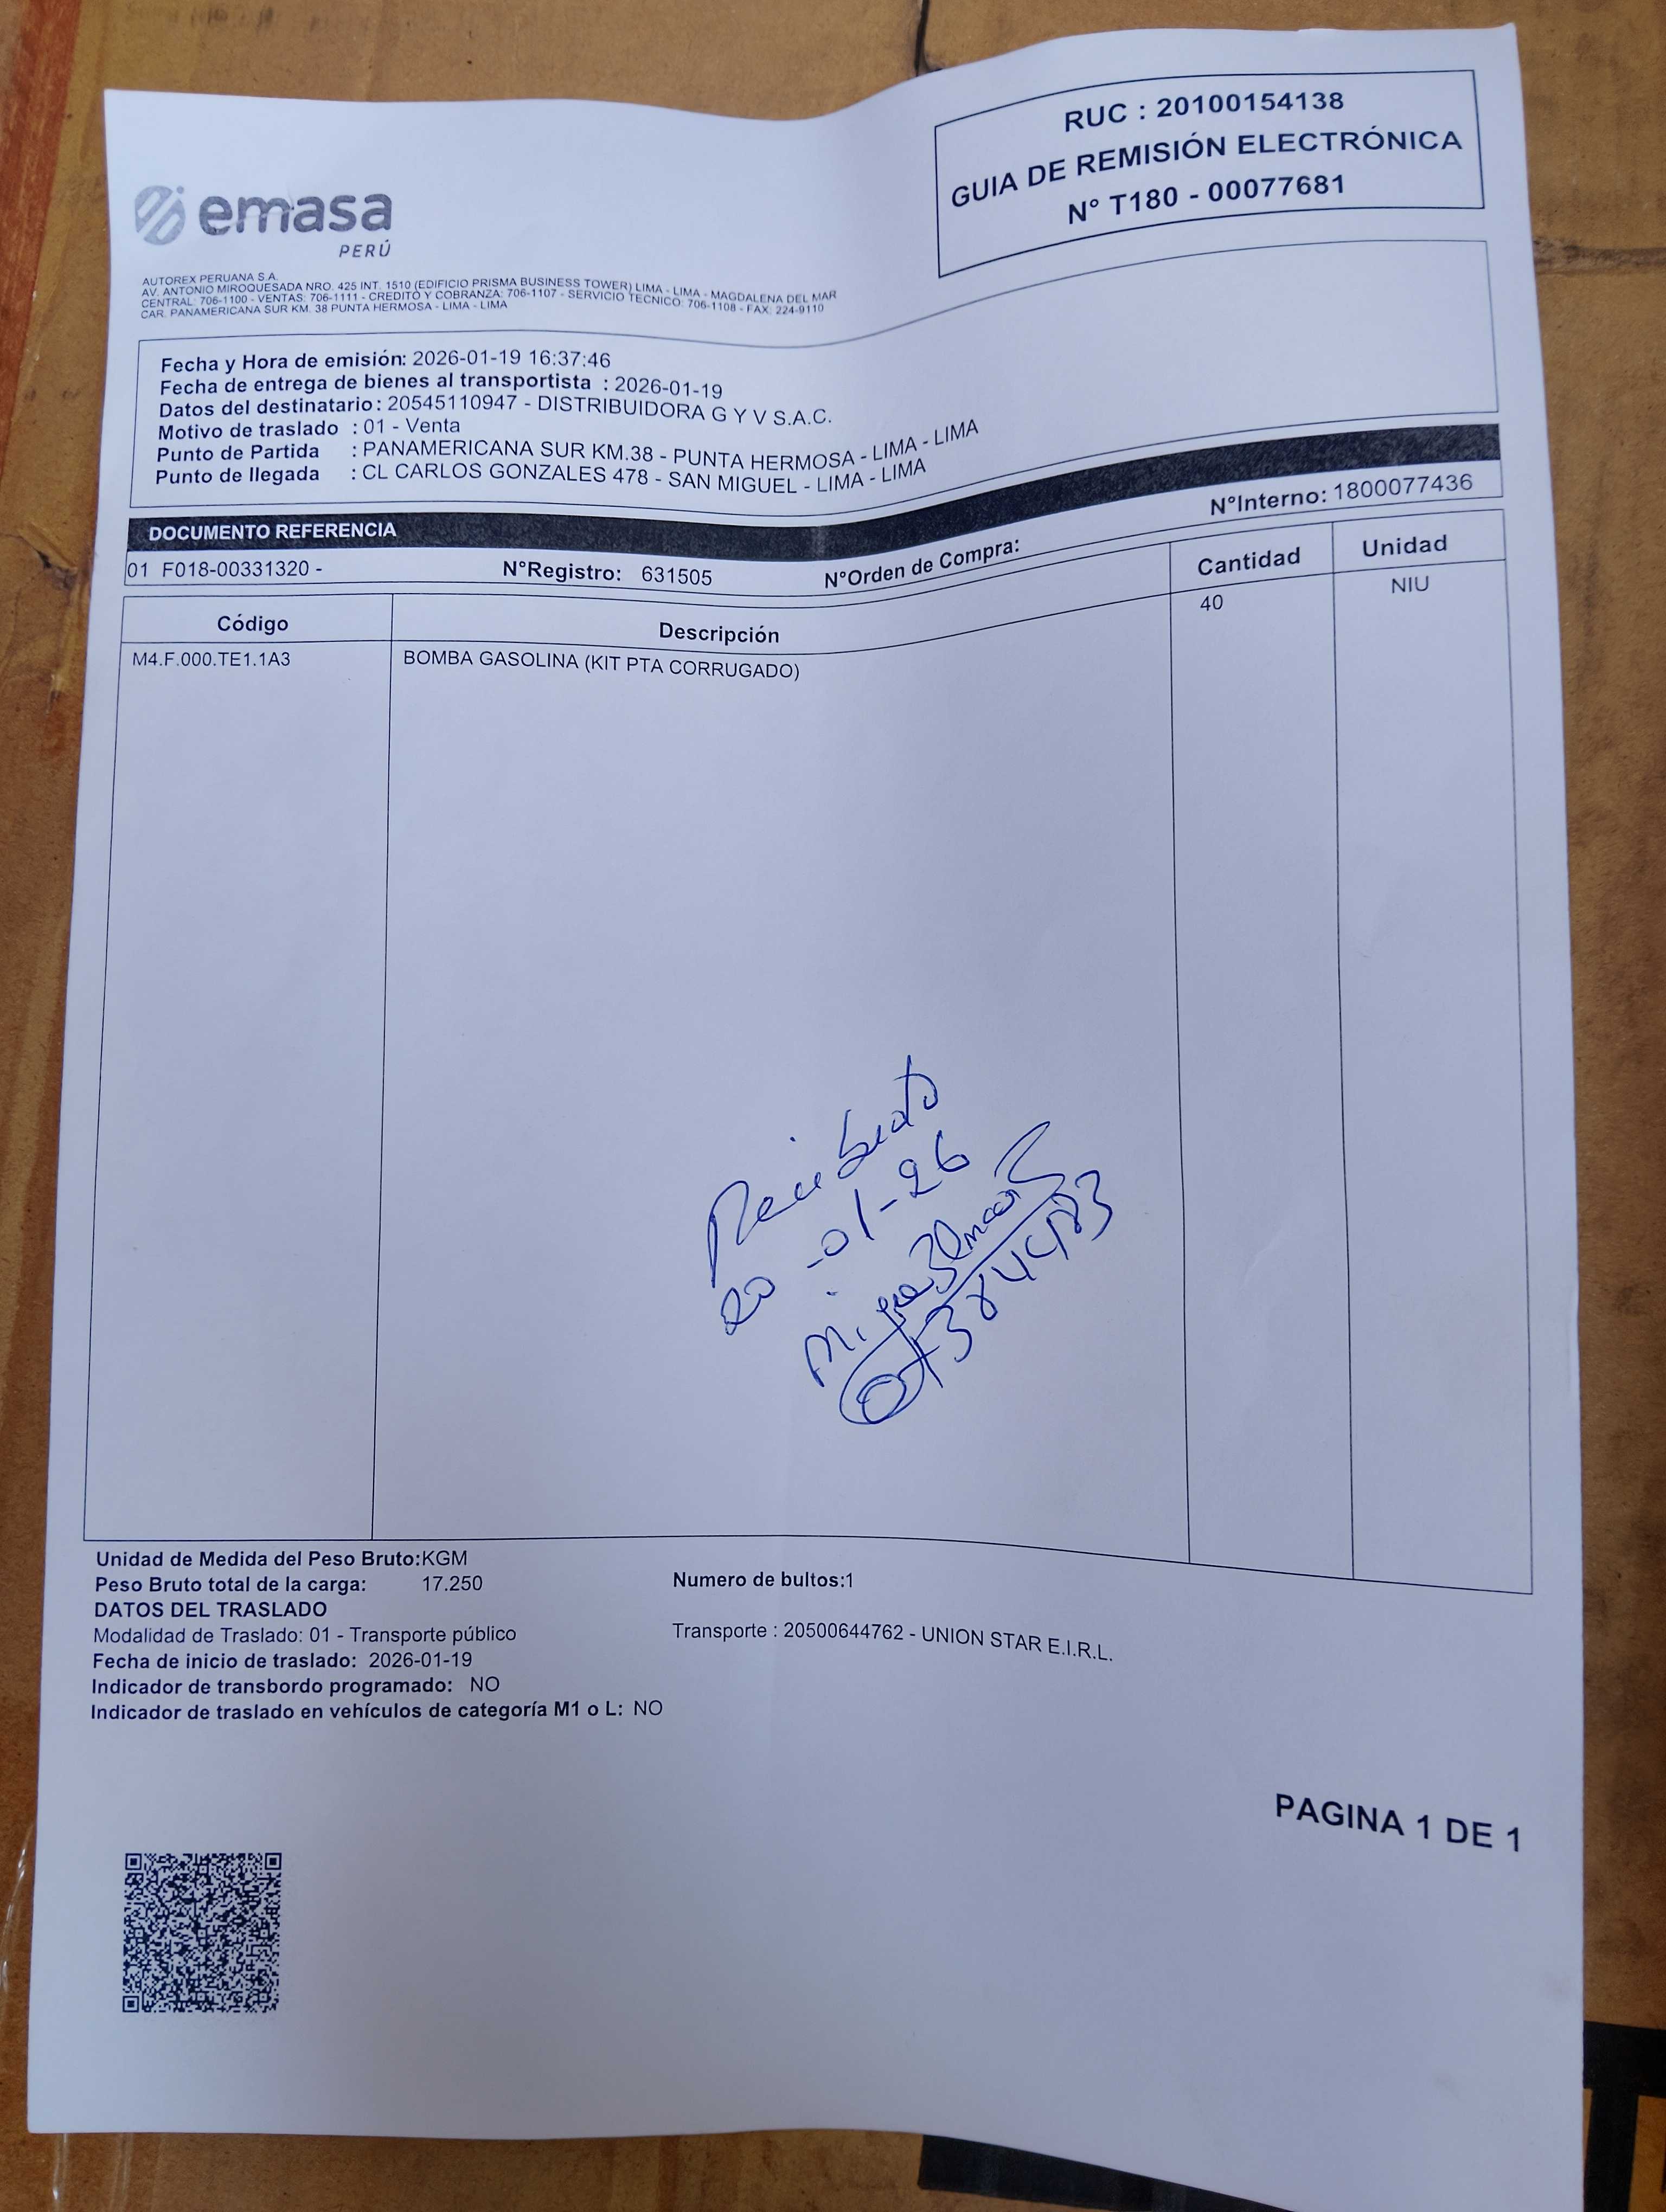 RUC : 20100154138
GUIA DE REMISIÓN ELECTRÓNICA
N° T180 - 00077681
emasa
PERÚ
AUTOREX PERUANA S.A.
AV. ANTONIO MIROQUESADA NRO. 425 INT. 1510 (EDIFICIO PRISMA BUSINESS TOWER) LIMA - LIMA - MAGDALENA DEL MAR
CENTRAL: 706-1100 - VENTAS: 706-1111 - CREDITO Y COBRANZA: 706-1107 - SERVICIO TECNICO: 706-1108 - FAX: 224-9110
CAR. PANAMERICANA SUR KM. 38 PUNTA HERMOSA - LIMA - LIMA
Fecha y Hora de emisión: 2026-01-19 16:37:46
Fecha de entrega de bienes al transportista : 2026-01-19
Datos del destinatario : 20545110947 - DISTRIBUIDORA G Y V S.A.C.
Motivo de traslado : 01 - Venta
Punto de Partida : PANAMERICANA SUR KM.38 - PUNTA HERMOSA - LIMA - LIMA
Punto de llegada : CL CARLOS GONZALES 478 - SAN MIGUEL - LIMA - LIMA
DOCUMENTO REFERENCIA
01 F018-00331320 - N°Registro: 631505 N°Orden de Compra: N°Interno: 1800077436
Código Descripción Cantidad Unidad
M4.F.000.TE1.1A3 BOMBA GASOLINA (KIT PTA CORRUGADO) 40 NIU
Recibido
20-01-26
Unidad de Medida del Peso Bruto:KGM
Peso Bruto total de la carga: 17.250 Numero de bultos:1
DATOS DEL TRASLADO
Modalidad de Traslado: 01 - Transporte público Transporte : 20500644762 - UNION STAR E.I.R.L.
Fecha de inicio de traslado: 2026-01-19
Indicador de transbordo programado: NO
Indicador de traslado en vehículos de categoría M1 o L: NO
PAGINA 1 DE 1